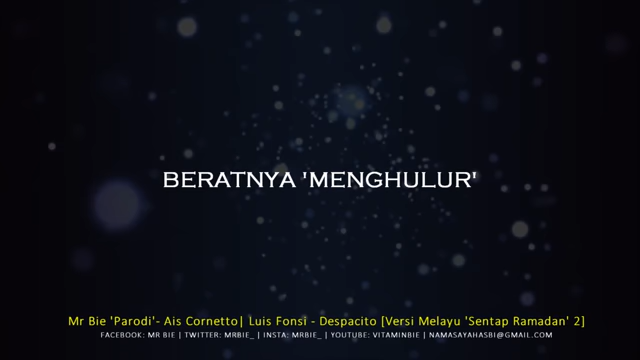 BERATNYA 'MENGHULUR'
Mr Bie 'Parodi'- Ais Cornetto| Luis Fonsi - Despacito [Versi Melayu 'Sentap Ramadan' 2]
FACEBOOK: MR BIE | TWITTER: MRBIE_ | INSTA: MRBIE_ | YOUTUBE: VITAMINBIE | NAMASAYAHASBI@GMAIL.COM